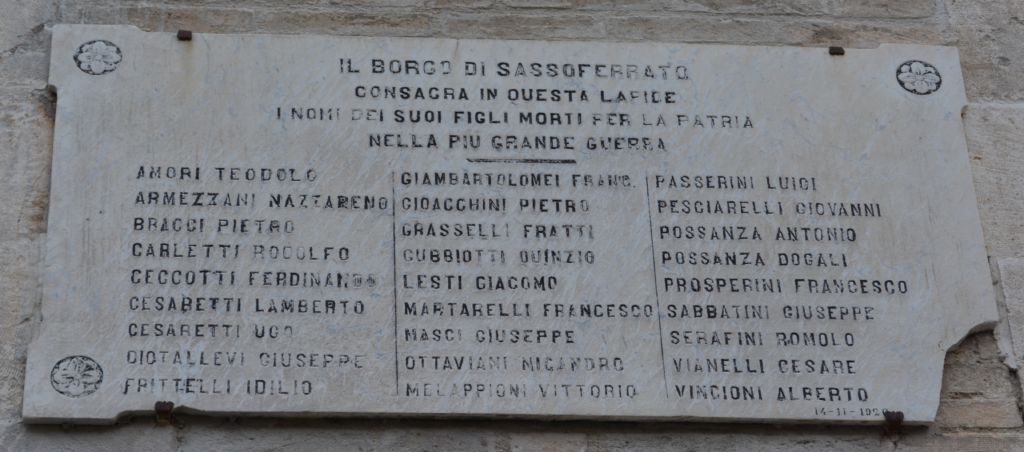 IL BORGO DI SASSOFERRATO
CONSACRA IN QUESTA LAPIDE
I NOMI DEI SUOI FIGLI MORTI PER LA PATRIA
NELLA PIU GRANDE GUERRA
AMORI TEODOLO
ARMEZZANI NAZZARENO
BRACCI PIETRO
CARLETTI RODOLFO
CECCOTTI FERDINANDO
CESARETTI LAMBERTO
CESARETTI UGO
DIOTALLEVI GIUSEPPE
FRITTELLI IDILIO
GIAMBARTOLOMEI FRANC.
GIOACCHINI PIETRO
GRASSELLI FRATTI
GUBBIOTTI QUINZIO
LESTI GIACOMO
MARTARELLI FRANCESCO
MASCI GIUSEPPE
OTTAVIANI NICANDRO
MELAPPIONI VITTORIO
PASSERINI LUIGI
PESCIARELLI GIOVANNI
POSSANZA ANTONIO
POSSANZA DOGALI
PROSPERINI FRANCESCO
SABBATINI GIUSEPPE
SERAFINI ROMOLO
VIANELLI CESARE
VINCIONI ALBERTO
14-11-1920